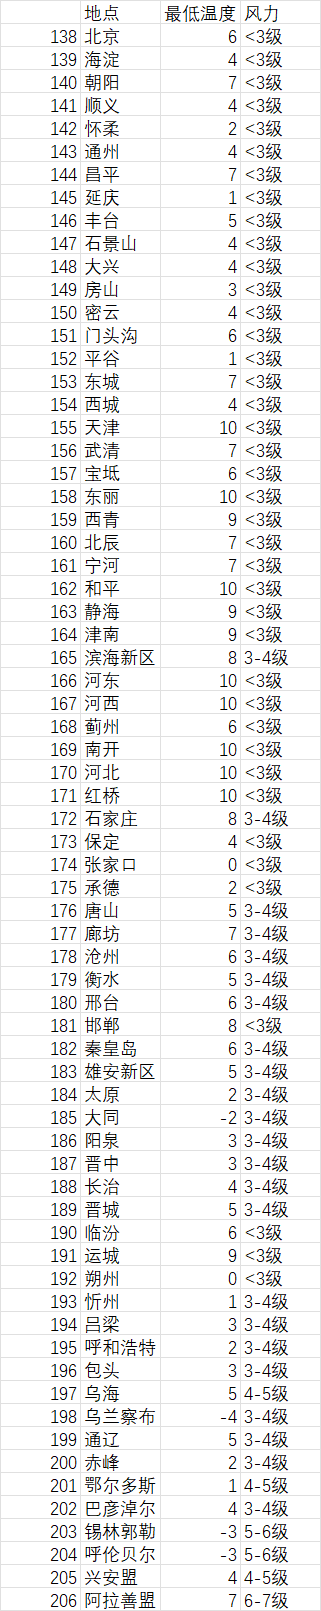 地点 最低温度 风力
138 北京 6 <3级
139 海淀 4 <3级
140 朝阳 7 <3级
141 顺义 4 <3级
142 怀柔 2 <3级
143 通州 4 <3级
144 昌平 7 <3级
145 延庆 1 <3级
146 丰台 5 <3级
147 石景山 4 <3级
148 大兴 4 <3级
149 房山 3 <3级
150 密云 4 <3级
151 门头沟 6 <3级
152 平谷 1 <3级
153 东城 7 <3级
154 西城 4 <3级
155 天津 10 <3级
156 武清 7 <3级
157 宝坻 6 <3级
158 东丽 10 <3级
159 西青 9 <3级
160 北辰 7 <3级
161 宁河 7 <3级
162 和平 10 <3级
163 静海 9 <3级
164 津南 9 <3级
165 滨海新区 8 3-4级
166 河东 10 <3级
167 河西 10 <3级
168 蓟州 6 <3级
169 南开 10 <3级
170 河北 10 <3级
171 红桥 10 <3级
172 石家庄 8 3-4级
173 保定 4 <3级
174 张家口 0 <3级
175 承德 2 <3级
176 唐山 5 3-4级
177 廊坊 7 3-4级
178 沧州 6 3-4级
179 衡水 5 3-4级
180 邢台 6 3-4级
181 邯郸 8 <3级
182 秦皇岛 6 3-4级
183 雄安新区 5 3-4级
184 太原 2 3-4级
185 大同 -2 3-4级
186 阳泉 3 3-4级
187 晋中 3 3-4级
188 长治 4 3-4级
189 晋城 5 3-4级
190 临汾 6 <3级
191 运城 9 <3级
192 朔州 0 <3级
193 忻州 1 3-4级
194 吕梁 3 3-4级
195 呼和浩特 2 3-4级
196 包头 3 3-4级
197 乌海 5 4-5级
198 乌兰察布 -4 3-4级
199 通辽 5 3-4级
200 赤峰 2 3-4级
201 鄂尔多斯 1 4-5级
202 巴彦淖尔 4 3-4级
203 锡林郭勒 -3 5-6级
204 呼伦贝尔 -3 5-6级
205 兴安盟 4 4-5级
206 阿拉善盟 7 6-7级